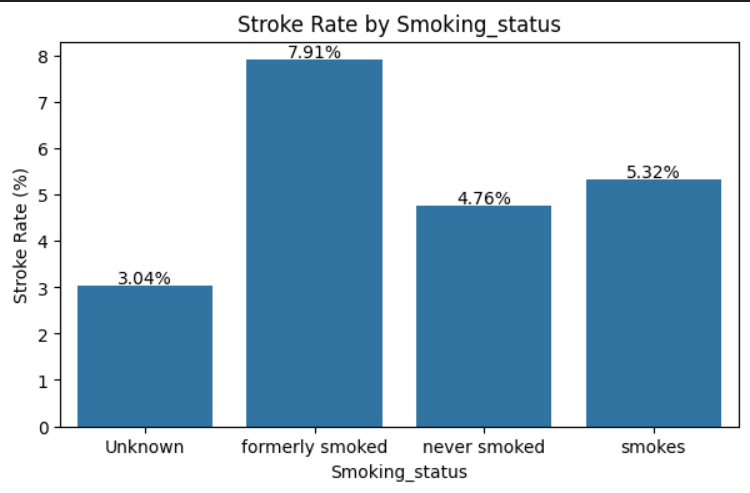 Stroke Rate by Smoking_status
Stroke Rate (%)
8
7
6
5
4
3
2
1
0
3.04%
7.91%
4.76%
5.32%
Unknown
formerly smoked
never smoked
smokes
Smoking_status